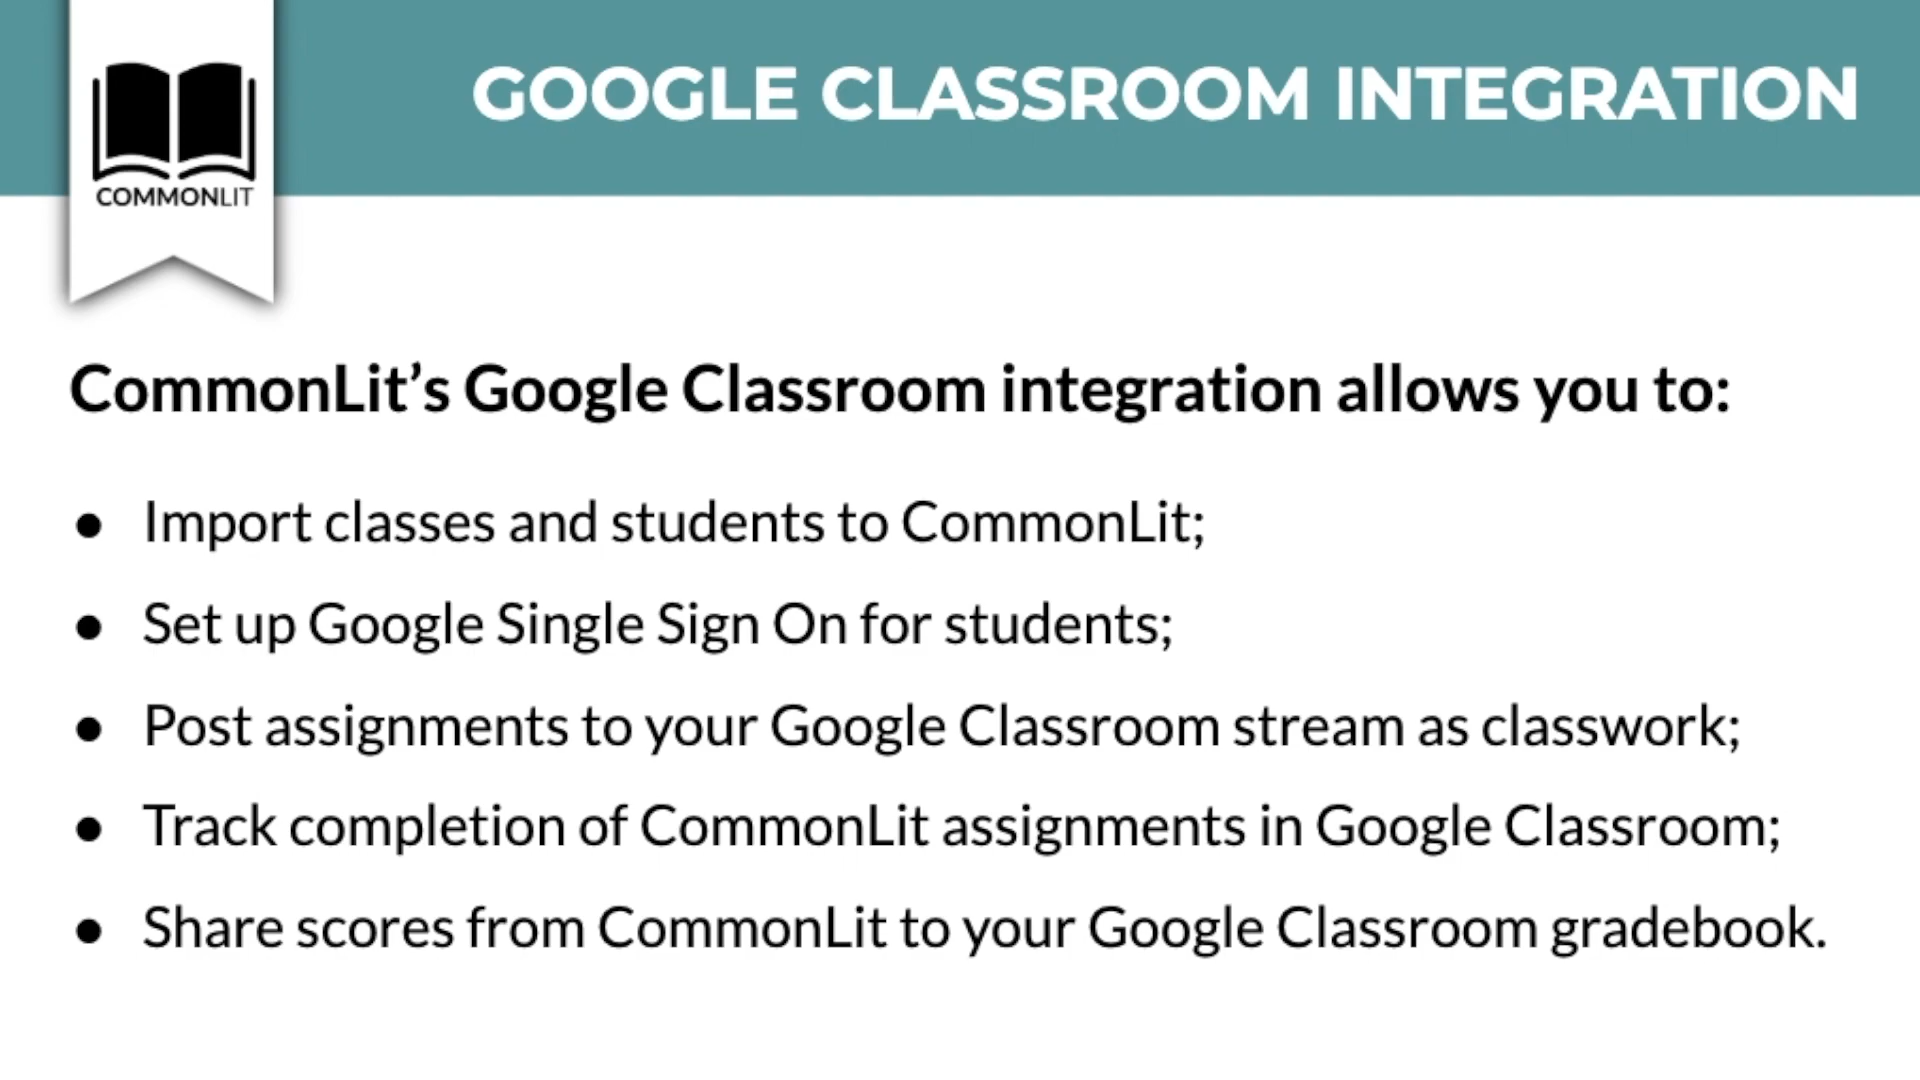 GOOGLE CLASSROOM INTEGRATION
COMMONLIT
CommonLit’s Google Classroom integration allows you to:
● Import classes and students to CommonLit;
● Set up Google Single Sign On for students;
● Post assignments to your Google Classroom stream as classwork;
● Track completion of CommonLit assignments in Google Classroom;
● Share scores from CommonLit to your Google Classroom gradebook.